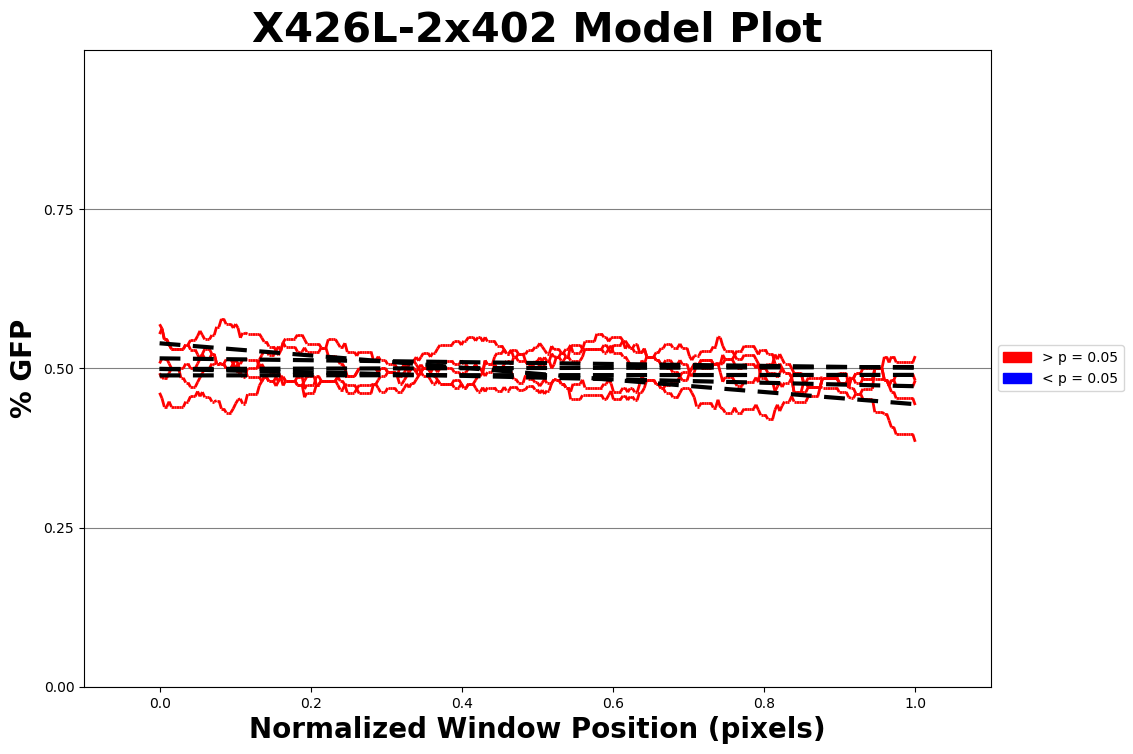 X426L-2x402 Model Plot
% GFP
0.75
0.50
0.25
0.00
0.0 0.2 0.4 0.6 0.8 1.0
Normalized Window Position (pixels)
> p = 0.05
< p = 0.05